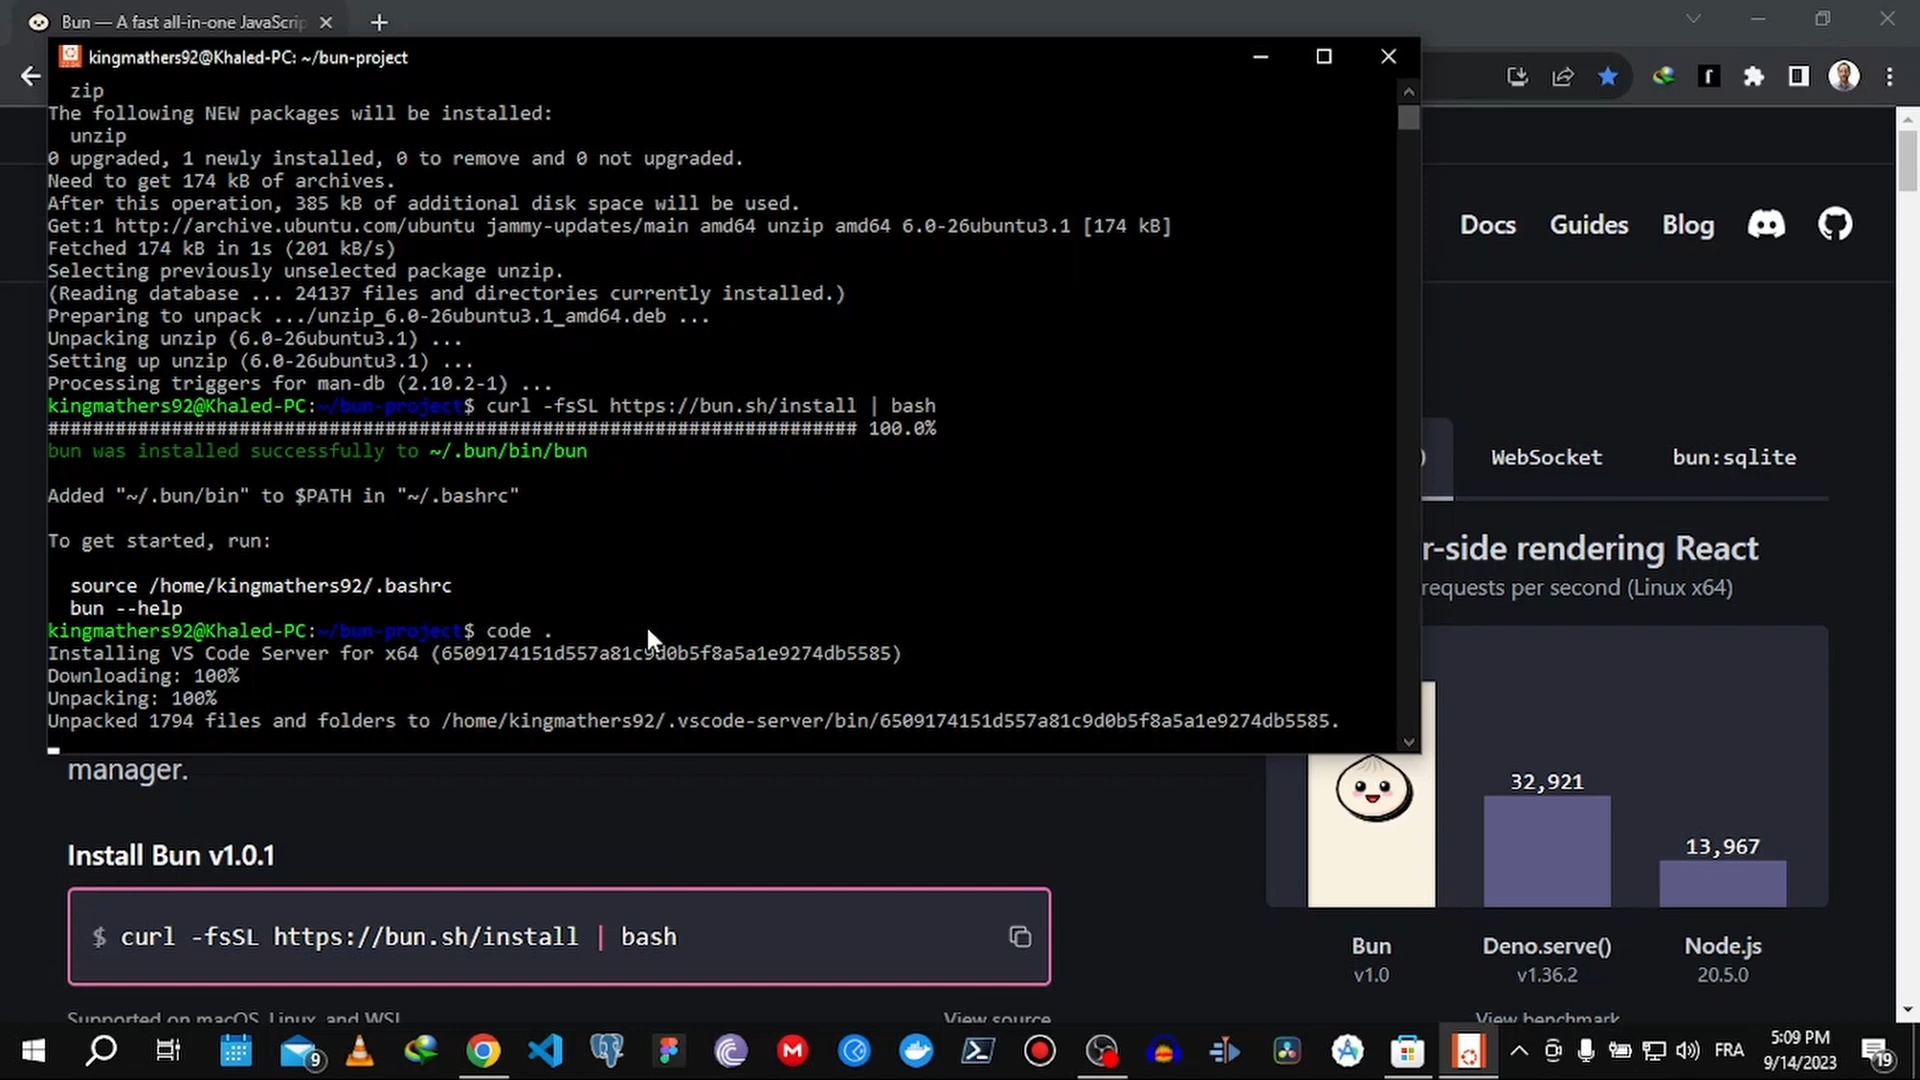 Bun — A fast all-in-one JavaScrip
kingmathers92@Khaled-PC: ~/bun-project
zip
The following NEW packages will be installed:
unzip
0 upgraded, 1 newly installed, 0 to remove and 0 not upgraded.
Need to get 174 kB of archives.
After this operation, 385 kB of additional disk space will be used.
Get:1 http://archive.ubuntu.com/ubuntu jammy-updates/main amd64 unzip amd64 6.0-26ubuntu3.1 [174 kB]
Fetched 174 kB in 1s (201 kB/s)
Selecting previously unselected package unzip.
(Reading database ... 24137 files and directories currently installed.)
Preparing to unpack .../unzip_6.0-26ubuntu3.1_amd64.deb ...
Unpacking unzip (6.0-26ubuntu3.1) ...
Setting up unzip (6.0-26ubuntu3.1) ...
Processing triggers for man-db (2.10.2-1) ...
kingmathers92@Khaled-PC:~/bun-project$ curl -fsSL https://bun.sh/install | bash
######################################################################## 100.0%
bun was installed successfully to ~/.bun/bin/bun
Added "~/.bun/bin" to $PATH in "~/.bashrc"
To get started, run:
source /home/kingmathers92/.bashrc
bun --help
kingmathers92@Khaled-PC:~/bun-project$ code .
Installing VS Code Server for x64 (6509174151d557a81c9d0b5f8a5a1e9274db5585)
Downloading: 100%
Unpacking: 100%
Unpacked 1794 files and folders to /home/kingmathers92/.vscode-server/bin/6509174151d557a81c9d0b5f8a5a1e9274db5585.
Docs Guides Blog
) WebSocket bun:sqlite
r-side rendering React
requests per second (Linux x64)
manager.
32,921
13,967
Install Bun v1.0.1
$ curl -fsSL https://bun.sh/install | bash
Bun Deno.serve() Node.js
v1.0 v1.36.2 20.5.0
Supported on macOS, Linux, and WSL
View source
View benchmark
9
FRA
5:09 PM
9/14/2023
19